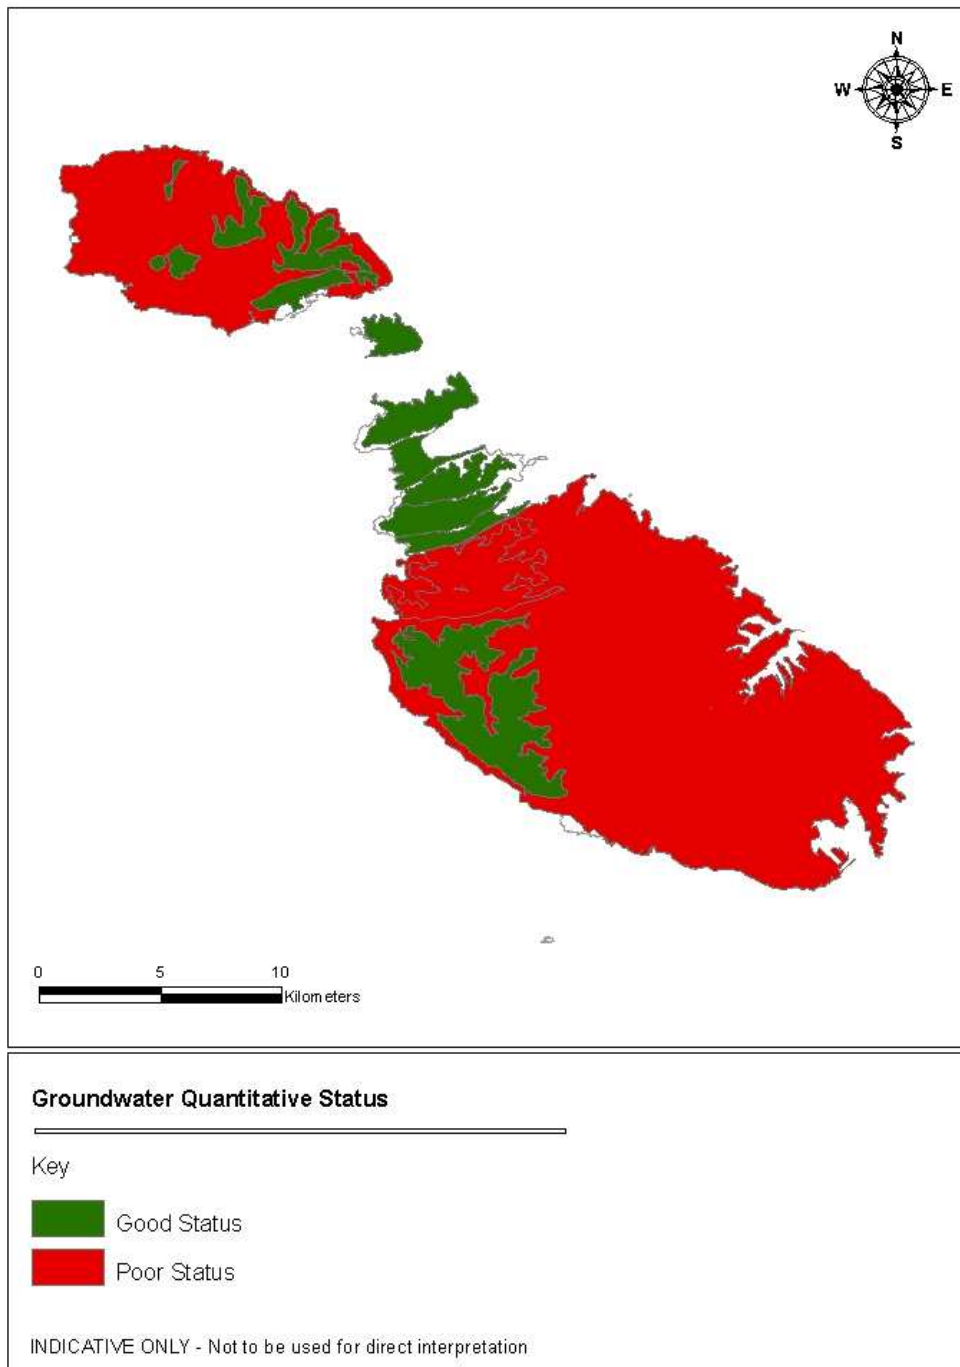 N
W E
S
0 5 10
Kilometers
Groundwater Quantitative Status
Key
Good Status
Poor Status
INDICATIVE ONLY - Not to be used for direct interpretation